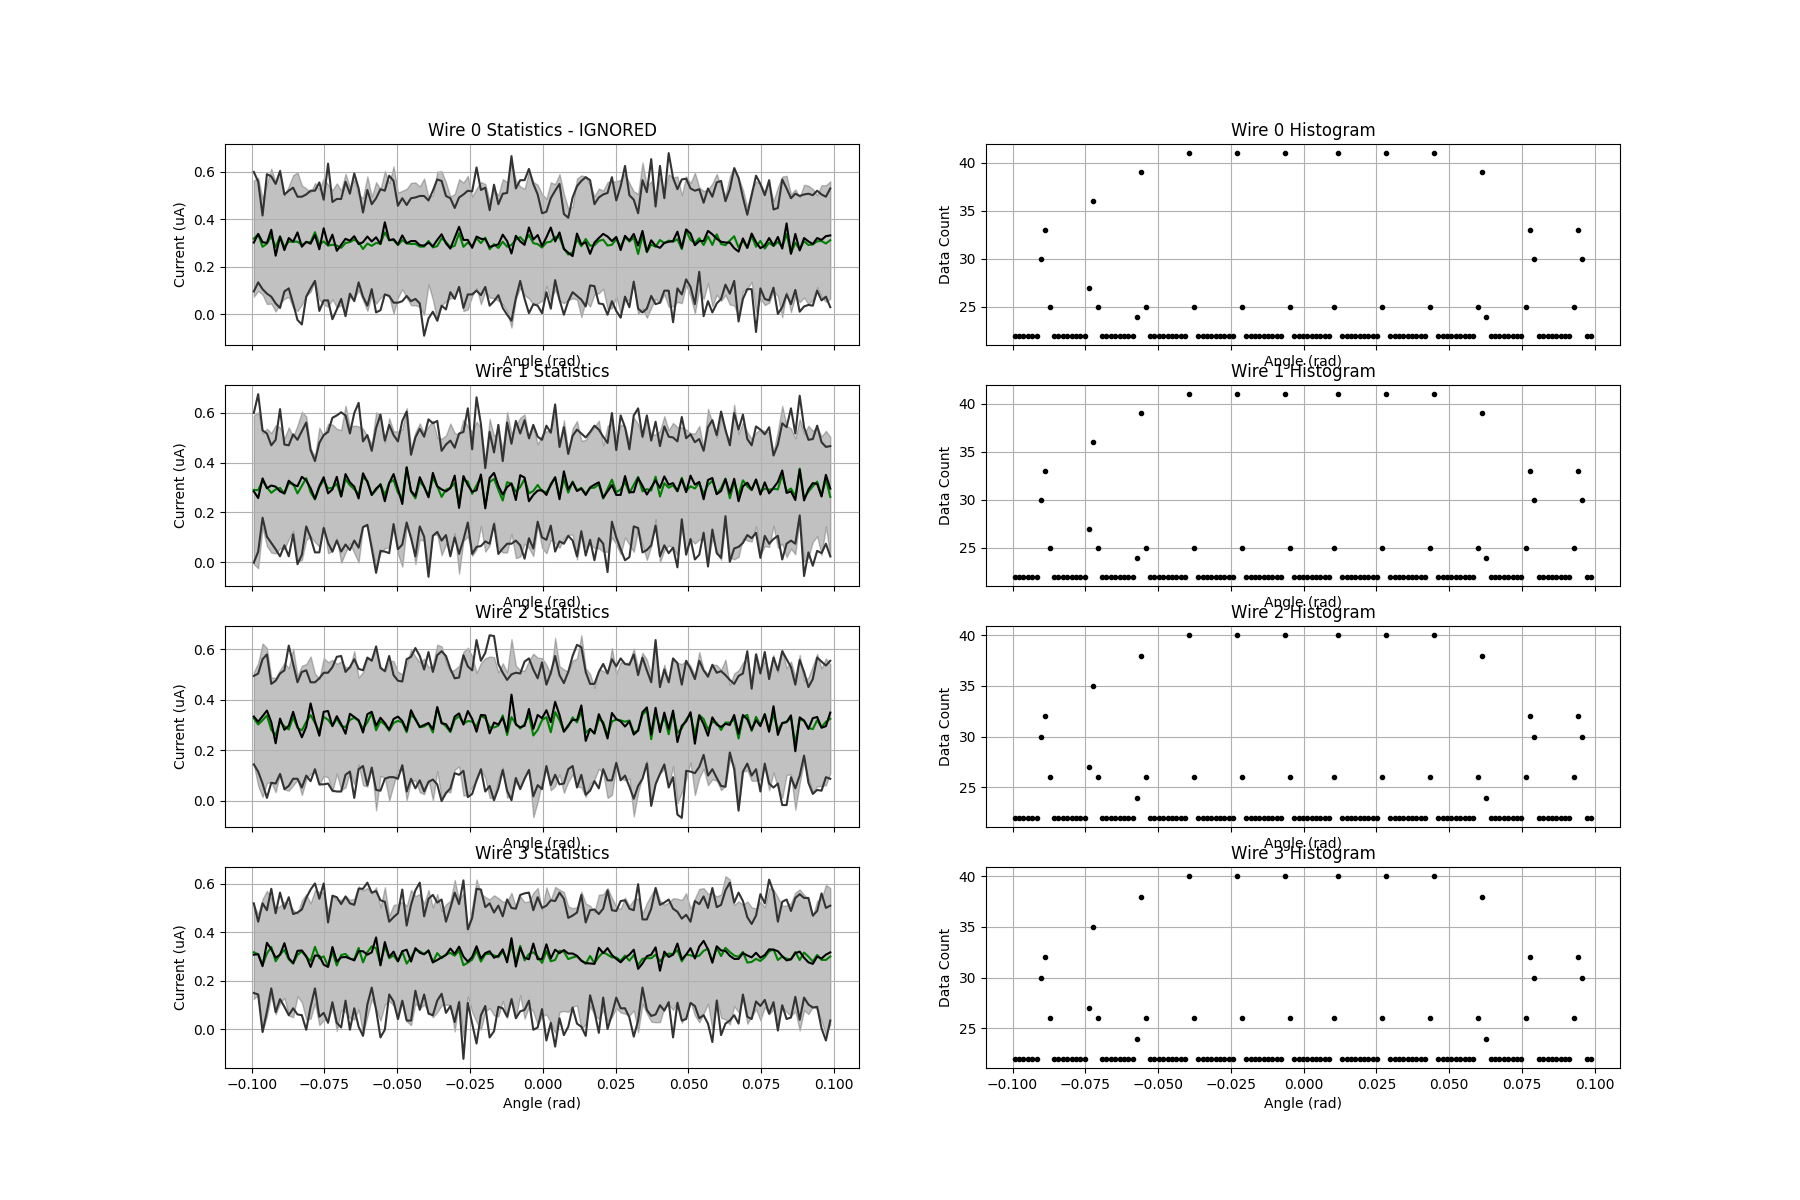 Wire 0 Statistics - IGNORED
Current (uA)
0.6
0.4
0.2
0.0
Angle (rad)
Wire 0 Histogram
Data Count
40
35
30
25
Angle (rad)
Wire 1 Statistics
Current (uA)
0.6
0.4
0.2
0.0
Angle (rad)
Wire 1 Histogram
Data Count
40
35
30
25
Angle (rad)
Wire 2 Statistics
Current (uA)
0.6
0.4
0.2
0.0
Angle (rad)
Wire 2 Histogram
Data Count
40
35
30
25
Angle (rad)
Wire 3 Statistics
Current (uA)
0.6
0.4
0.2
0.0
−0.100 −0.075 −0.050 −0.025 0.000 0.025 0.050 0.075 0.100
Angle (rad)
Wire 3 Histogram
Data Count
40
35
30
25
−0.100 −0.075 −0.050 −0.025 0.000 0.025 0.050 0.075 0.100
Angle (rad)